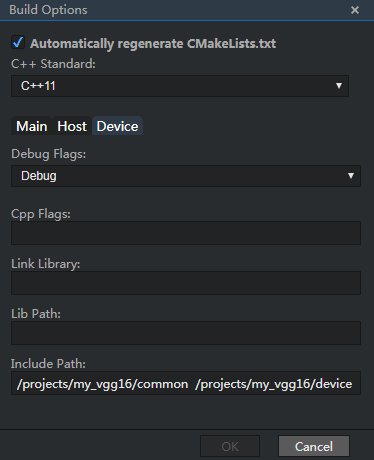 Build Options
Automatically regenerate CMakeLists.txt
C++ Standard:
C++11
Main Host Device
Debug Flags:
Debug
Cpp Flags:
Link Library:
Lib Path:
Include Path:
/projects/my_vgg16/common /projects/my_vgg16/device
OK Cancel